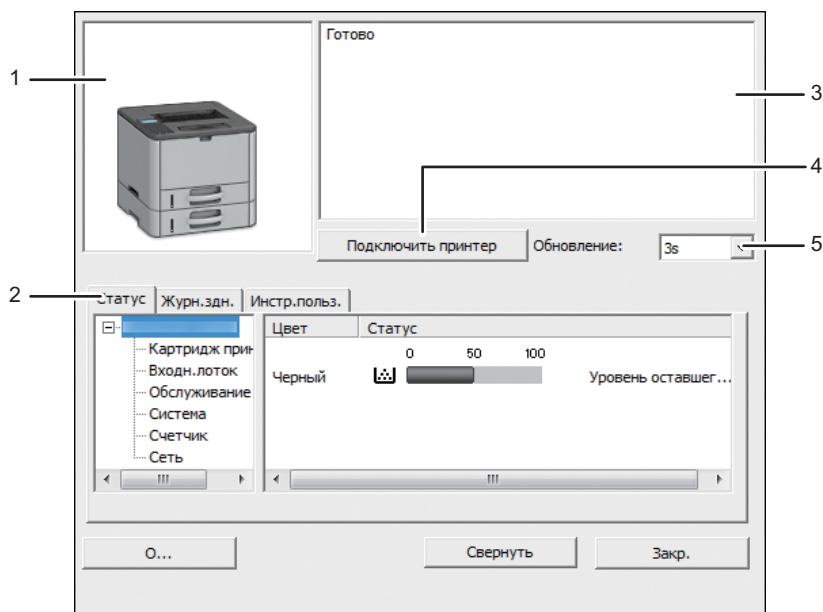 Готово
1
3
4
Подключить принтер
Обновление:
3s
5
2
Статус
Журн.здн.
Инстр.польз.
Цвет
Статус
Картридж прин
Входн.лоток
Обслуживание
Система
Счетчик
Сеть
0 50 100
Черный
Уровень оставшег...
О...
Свернуть
Закр.